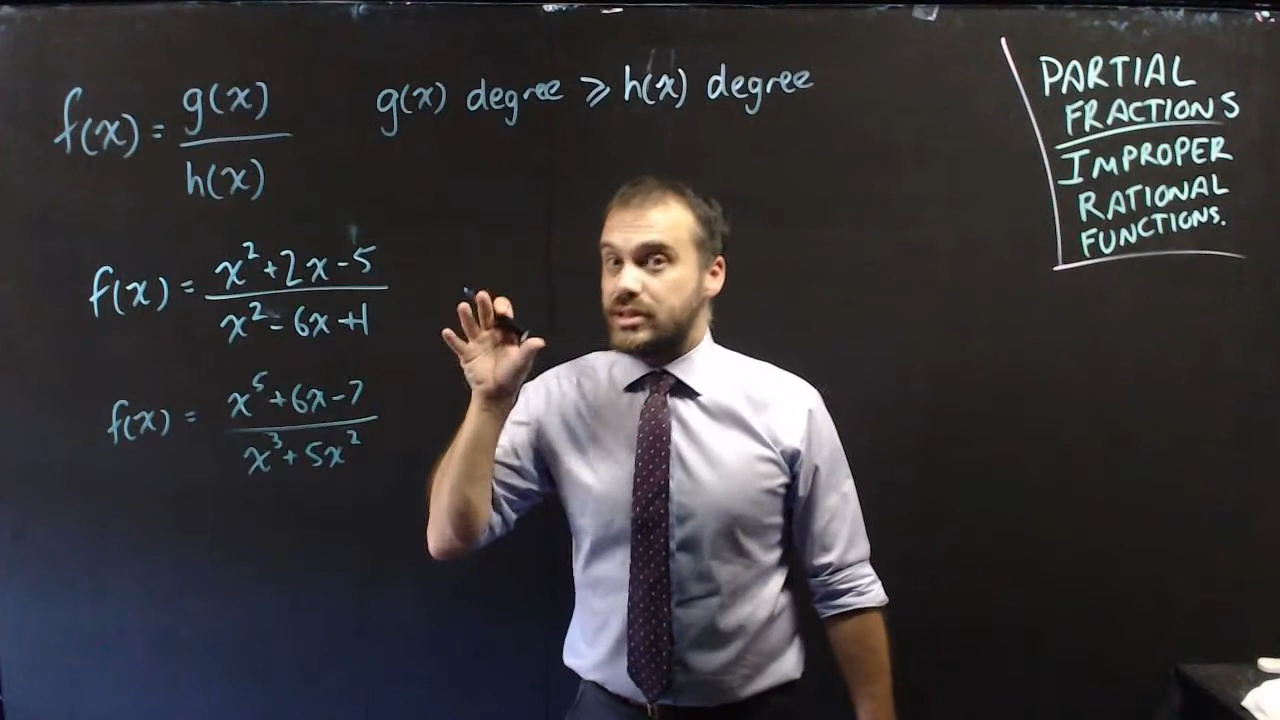 f(x) = g(x) / h(x)
g(x) degree ⩾ h(x) degree
f(x) = x² + 2x - 5 / x² - 6x + 1
f(x) = x⁵ + 6x - 7 / x³ + 5x²
PARTIAL
FRACTIONS
IMPROPER
RATIONAL
FUNCTIONS.